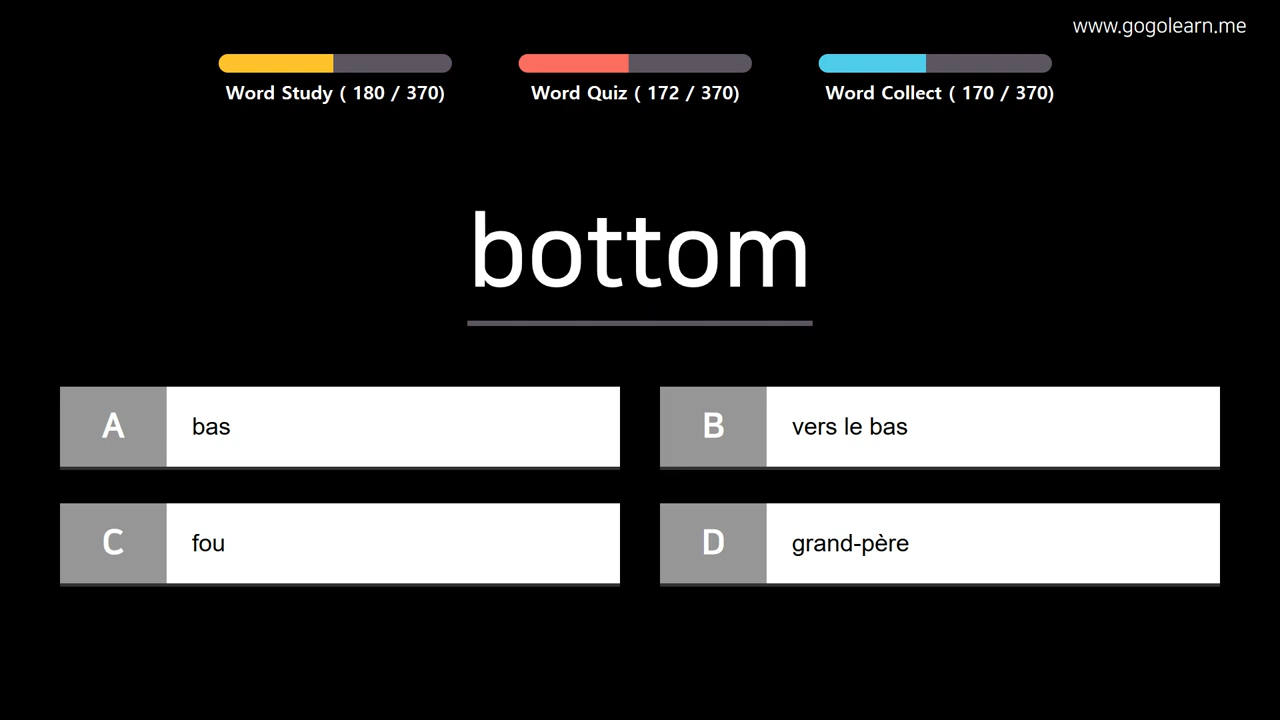 www.gogolearn.me
Word Study ( 180 / 370)
Word Quiz ( 172 / 370)
Word Collect ( 170 / 370)
bottom
A bas
B vers le bas
C fou
D grand-père